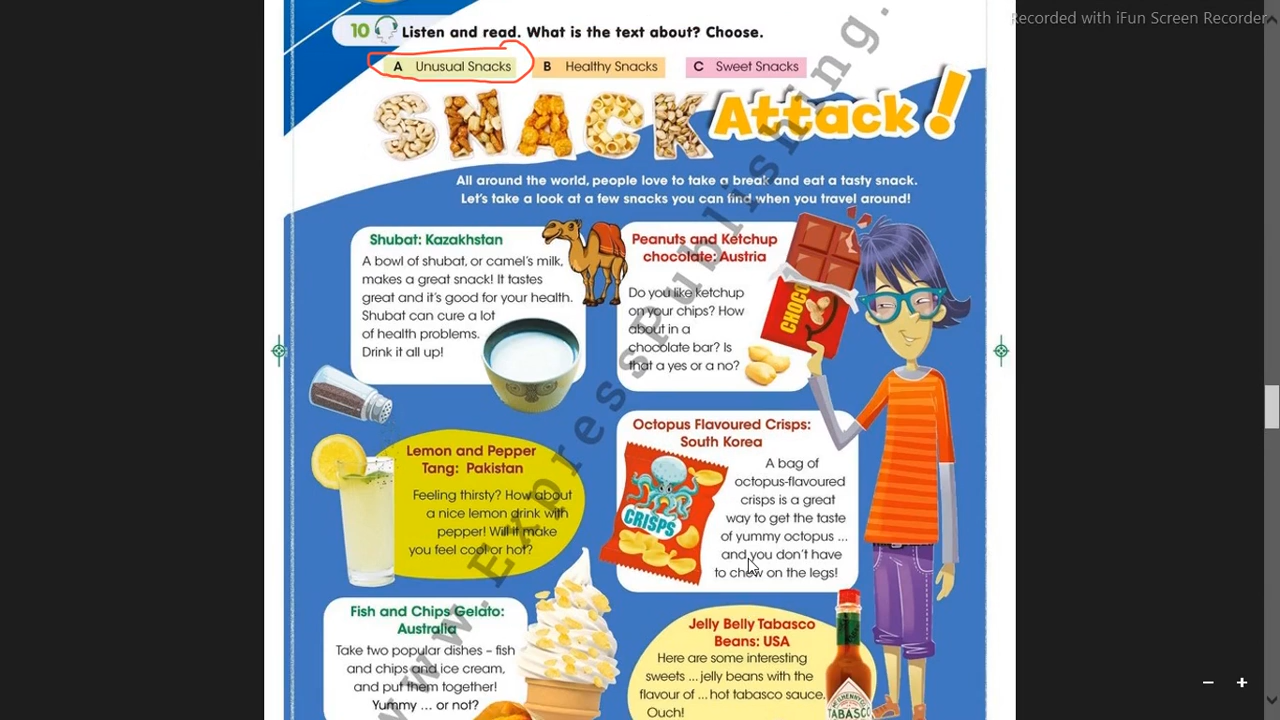 Recorded with iFun Screen Recorder
10 Listen and read. What is the text about? Choose.
A Unusual Snacks B Healthy Snacks C Sweet Snacks
SNACK Attack!
All around the world, people love to take a break and eat a tasty snack.
Let's take a look at a few snacks you can find when you travel around!
Shubat: Kazakhstan
A bowl of shubat, or camel's milk,
makes a great snack! It tastes
great and it's good for your health.
Shubat can cure a lot
of health problems.
Drink it all up!
Peanuts and Ketchup
chocolate: Austria
Do you like ketchup
on your chips? How
about in a
chocolate bar? Is
that a yes or a no?
CHOCO
Lemon and Pepper
Tang: Pakistan
Feeling thirsty? How about
a nice lemon drink with
pepper! Will it make
you feel cool or hot?
Octopus Flavoured Crisps:
South Korea
A bag of
octopus-flavoured
crisps is a great
way to get the taste
of yummy octopus ...
and you don't have
to chew on the legs!
CRISPS
Fish and Chips Gelato:
Australia
Take two popular dishes – fish
and chips and ice cream,
and put them together!
Yummy ... or not?
Jelly Belly Tabasco
Beans: USA
Here are some interesting
sweets ... jelly beans with the
flavour of ... hot tabasco sauce.
Ouch!
TABASCO
www.ExpressPublishing.